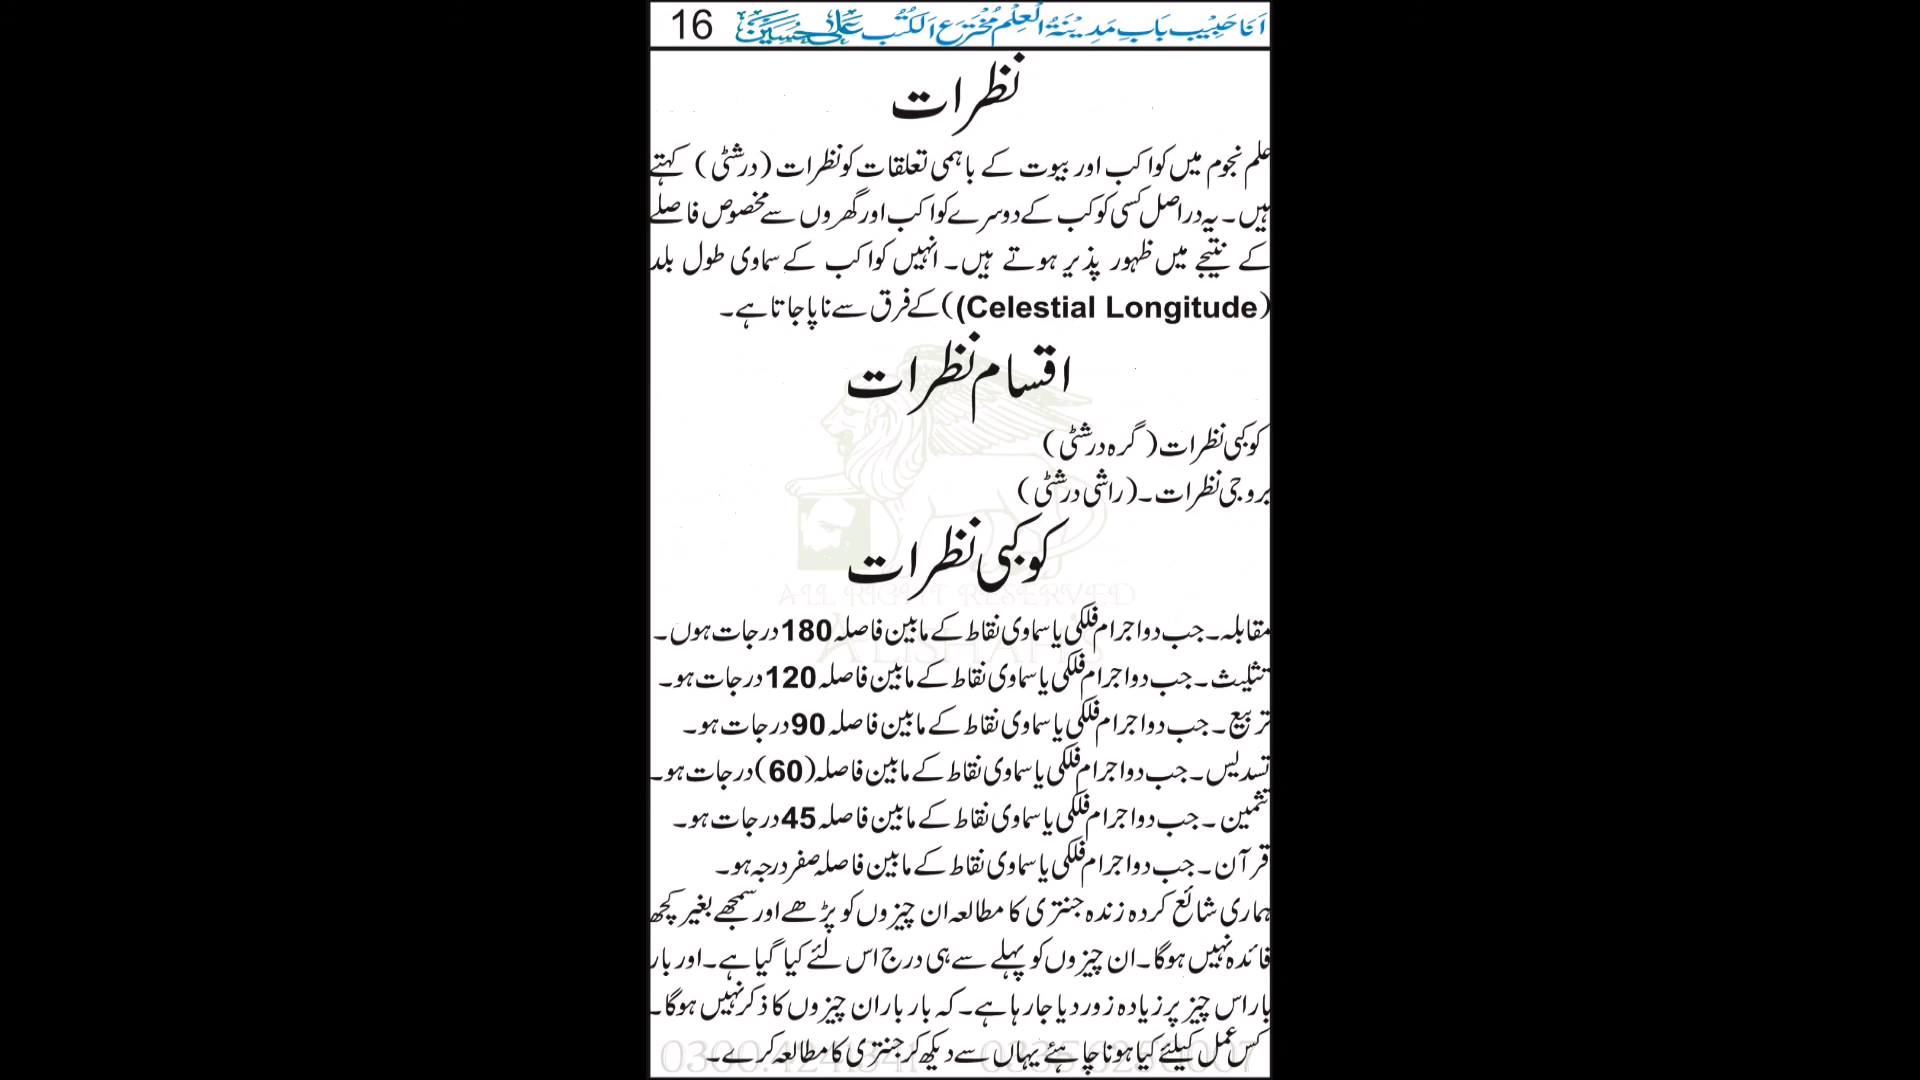 16 اَنَا حَبِیْب بَابِ مَدِیْنَۃُ الْعِلْم مُخْتَرَع الْکُتُب عَلی حُسَیْن
نظرات
علم نجوم میں کواکب اور بیوت کے باہمی تعلقات کو نظرات (درشٹی) کہتے
ہیں۔ یہ دراصل کسی کوکب کے دوسرے کواکب اور گھروں سے مخصوص فاصلے
کے نتیجے میں ظہور پذیر ہوتے ہیں۔ انہیں کواکب کے سماوی طول بلد
(Celestial Longitude)) کے فرق سے ناپا جاتا ہے۔
اقسام نظرات
کوکبی نظرات (گرہ درشٹی)
بروجی نظرات۔ (راشی درشٹی)
کوکبی نظرات
ALL RIGHT RESERVED
مقابلہ۔ جب دو اجرام فلکی یا سماوی نقاط کے مابین فاصلہ 180 درجات ہوں۔
تثلیث۔ جب دو اجرام فلکی یا سماوی نقاط کے مابین فاصلہ 120 درجات ہو۔
تربیع۔ جب دو اجرام فلکی یا سماوی نقاط کے مابین فاصلہ 90 درجات ہو۔
تسدیس۔ جب دو اجرام فلکی یا سماوی نقاط کے مابین فاصلہ (60) درجات ہو۔
تثمین۔ جب دو اجرام فلکی یا سماوی نقاط کے مابین فاصلہ 45 درجات ہو۔
قرآن۔ جب دو اجرام فلکی یا سماوی نقاط کے مابین فاصلہ صفر درجہ ہو۔
ہماری شائع کردہ زندہ جنتری کا مطالعہ ان چیزوں کو پڑھے اور سمجھے بغیر کچھ
فائدہ نہیں ہوگا۔ ان چیزوں کو پہلے سے ہی درج اس لئے کیا گیا ہے۔ اور بار
بار اس چیز پر زیادہ زور دیا جا رہا ہے۔ کہ بار بار ان چیزوں کا ذکر نہیں ہوگا۔
کس عمل کیلئے کیا ہونا چاہئے یہاں سے دیکھ کر جنتری کا مطالعہ کرے۔